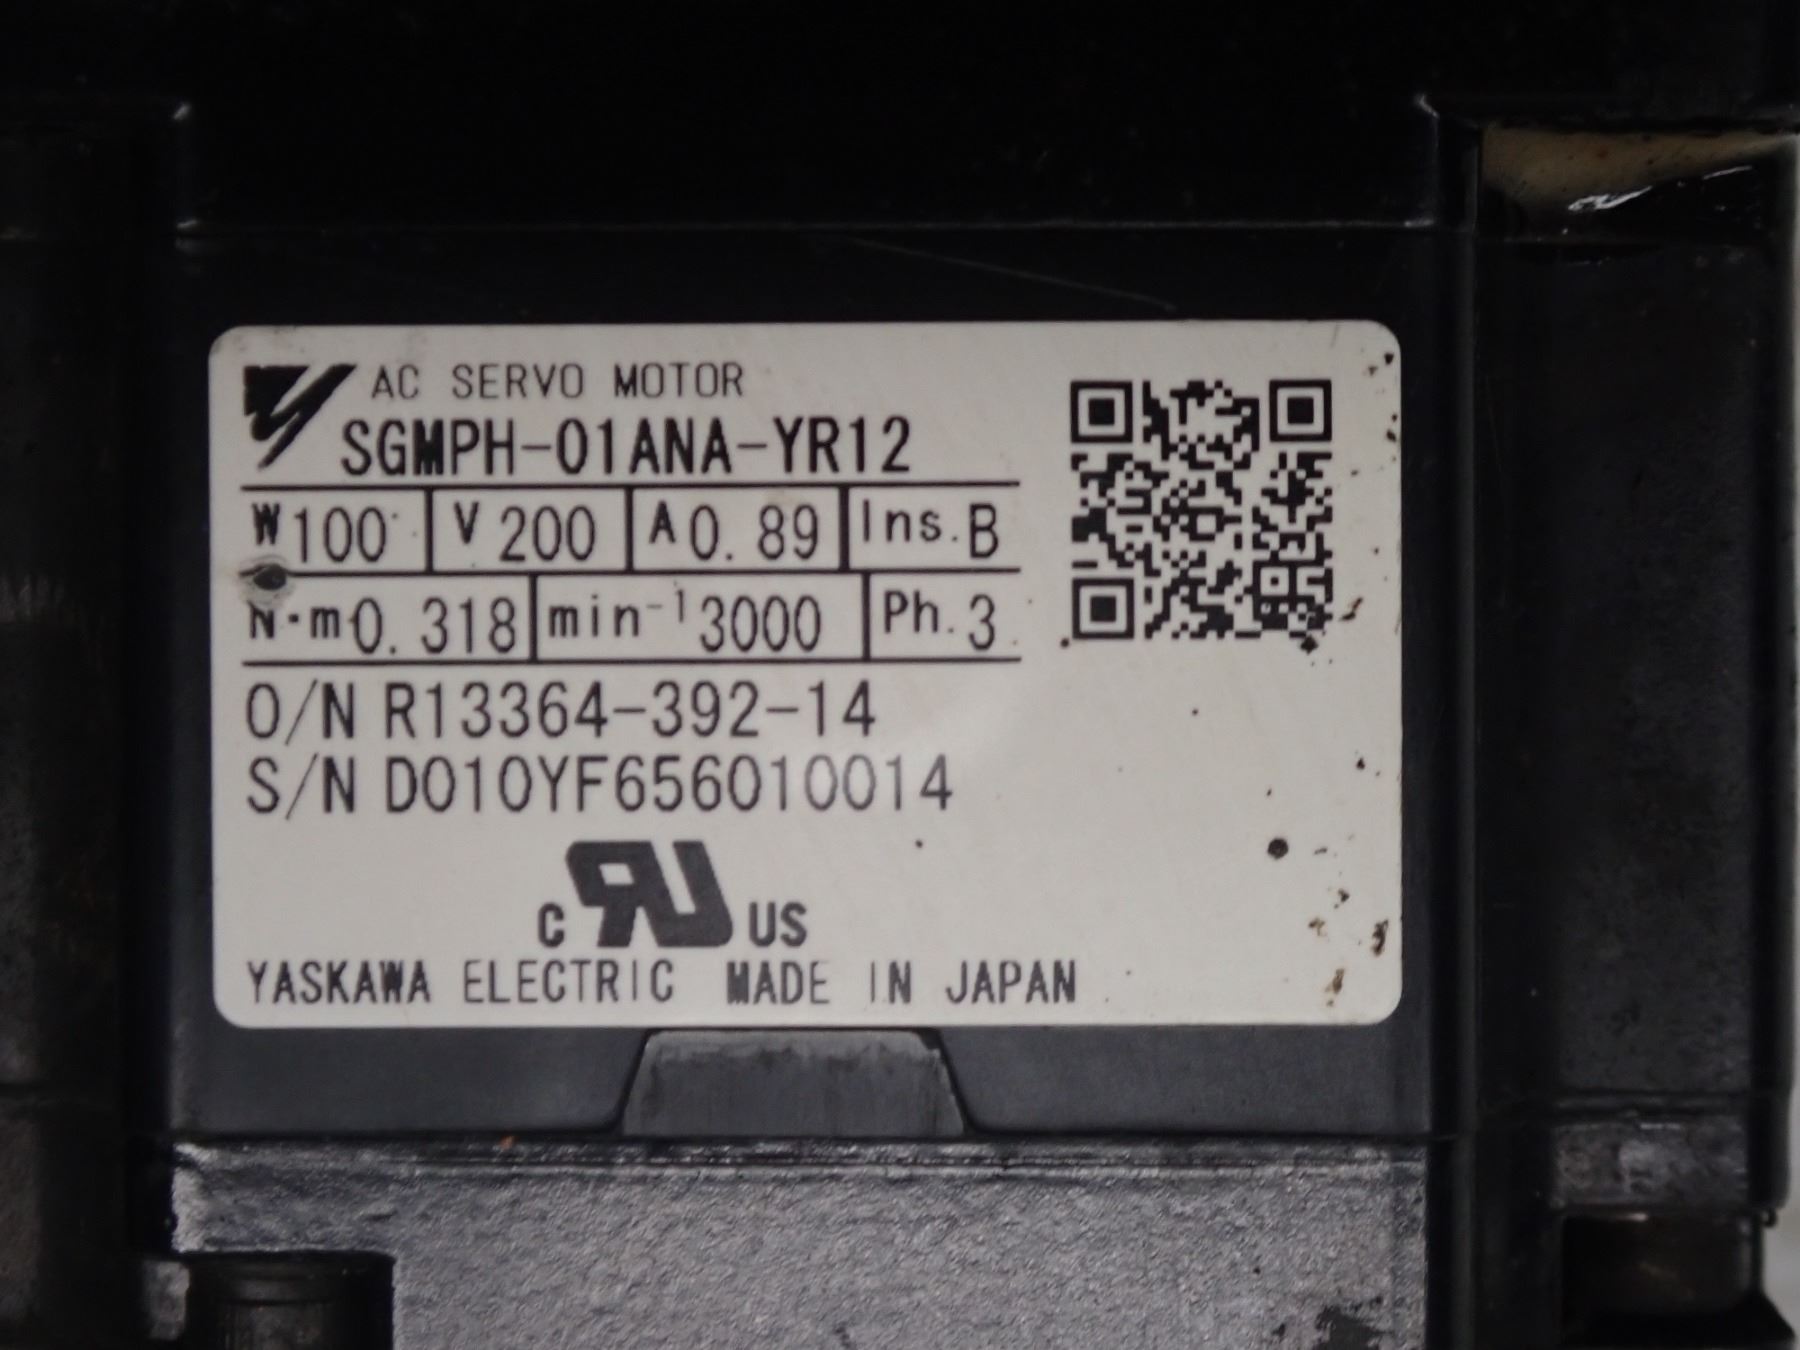 AC SERVO MOTOR
SGMPH-01ANA-YR12
W 100 V 200 A 0.89 Ins. B
N·m 0.318 min-1 3000 Ph. 3
O/N R13364-392-14
S/N D010YF656010014
c RU US
YASKAWA ELECTRIC MADE IN JAPAN